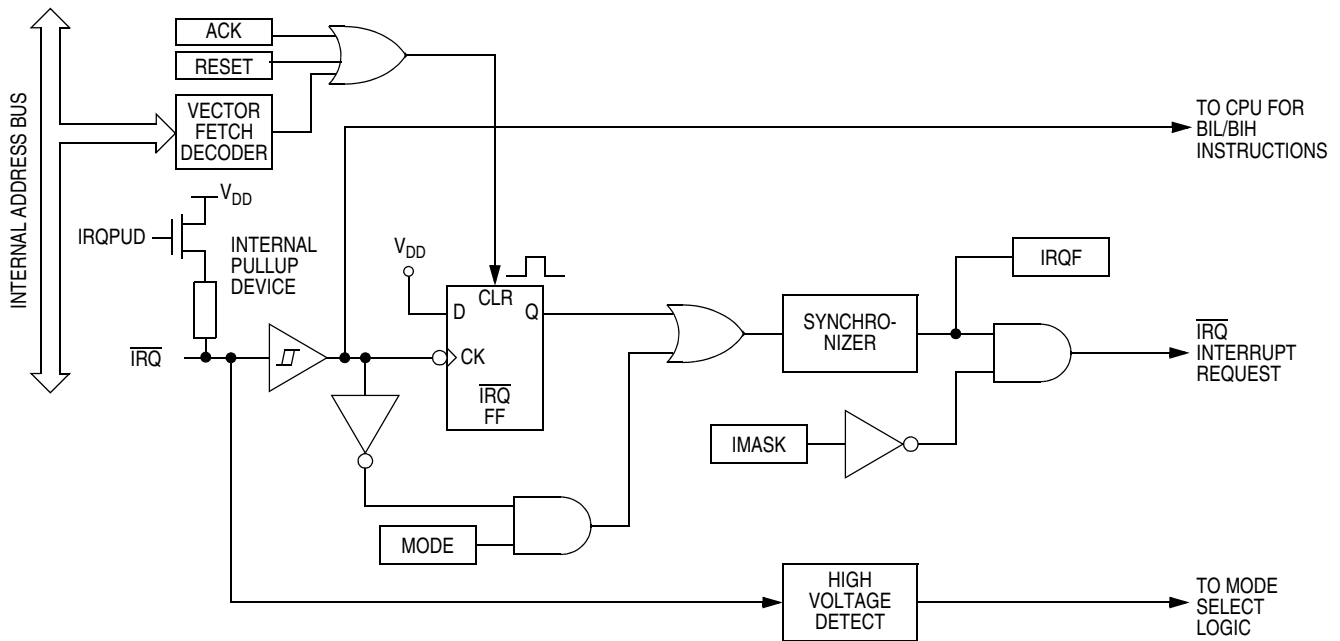 INTERNAL ADDRESS BUS
ACK
RESET
VECTOR
FETCH
DECODER
TO CPU FOR
BIL/BIH
INSTRUCTIONS
VDD
IRQPUD
INTERNAL
PULLUP
DEVICE
VDD
CLR
D
Q
CK
IRQ
FF
IRQ
SYNCHRO-
NIZER
IRQF
IRQ
INTERRUPT
REQUEST
IMASK
MODE
HIGH
VOLTAGE
DETECT
TO MODE
SELECT
LOGIC